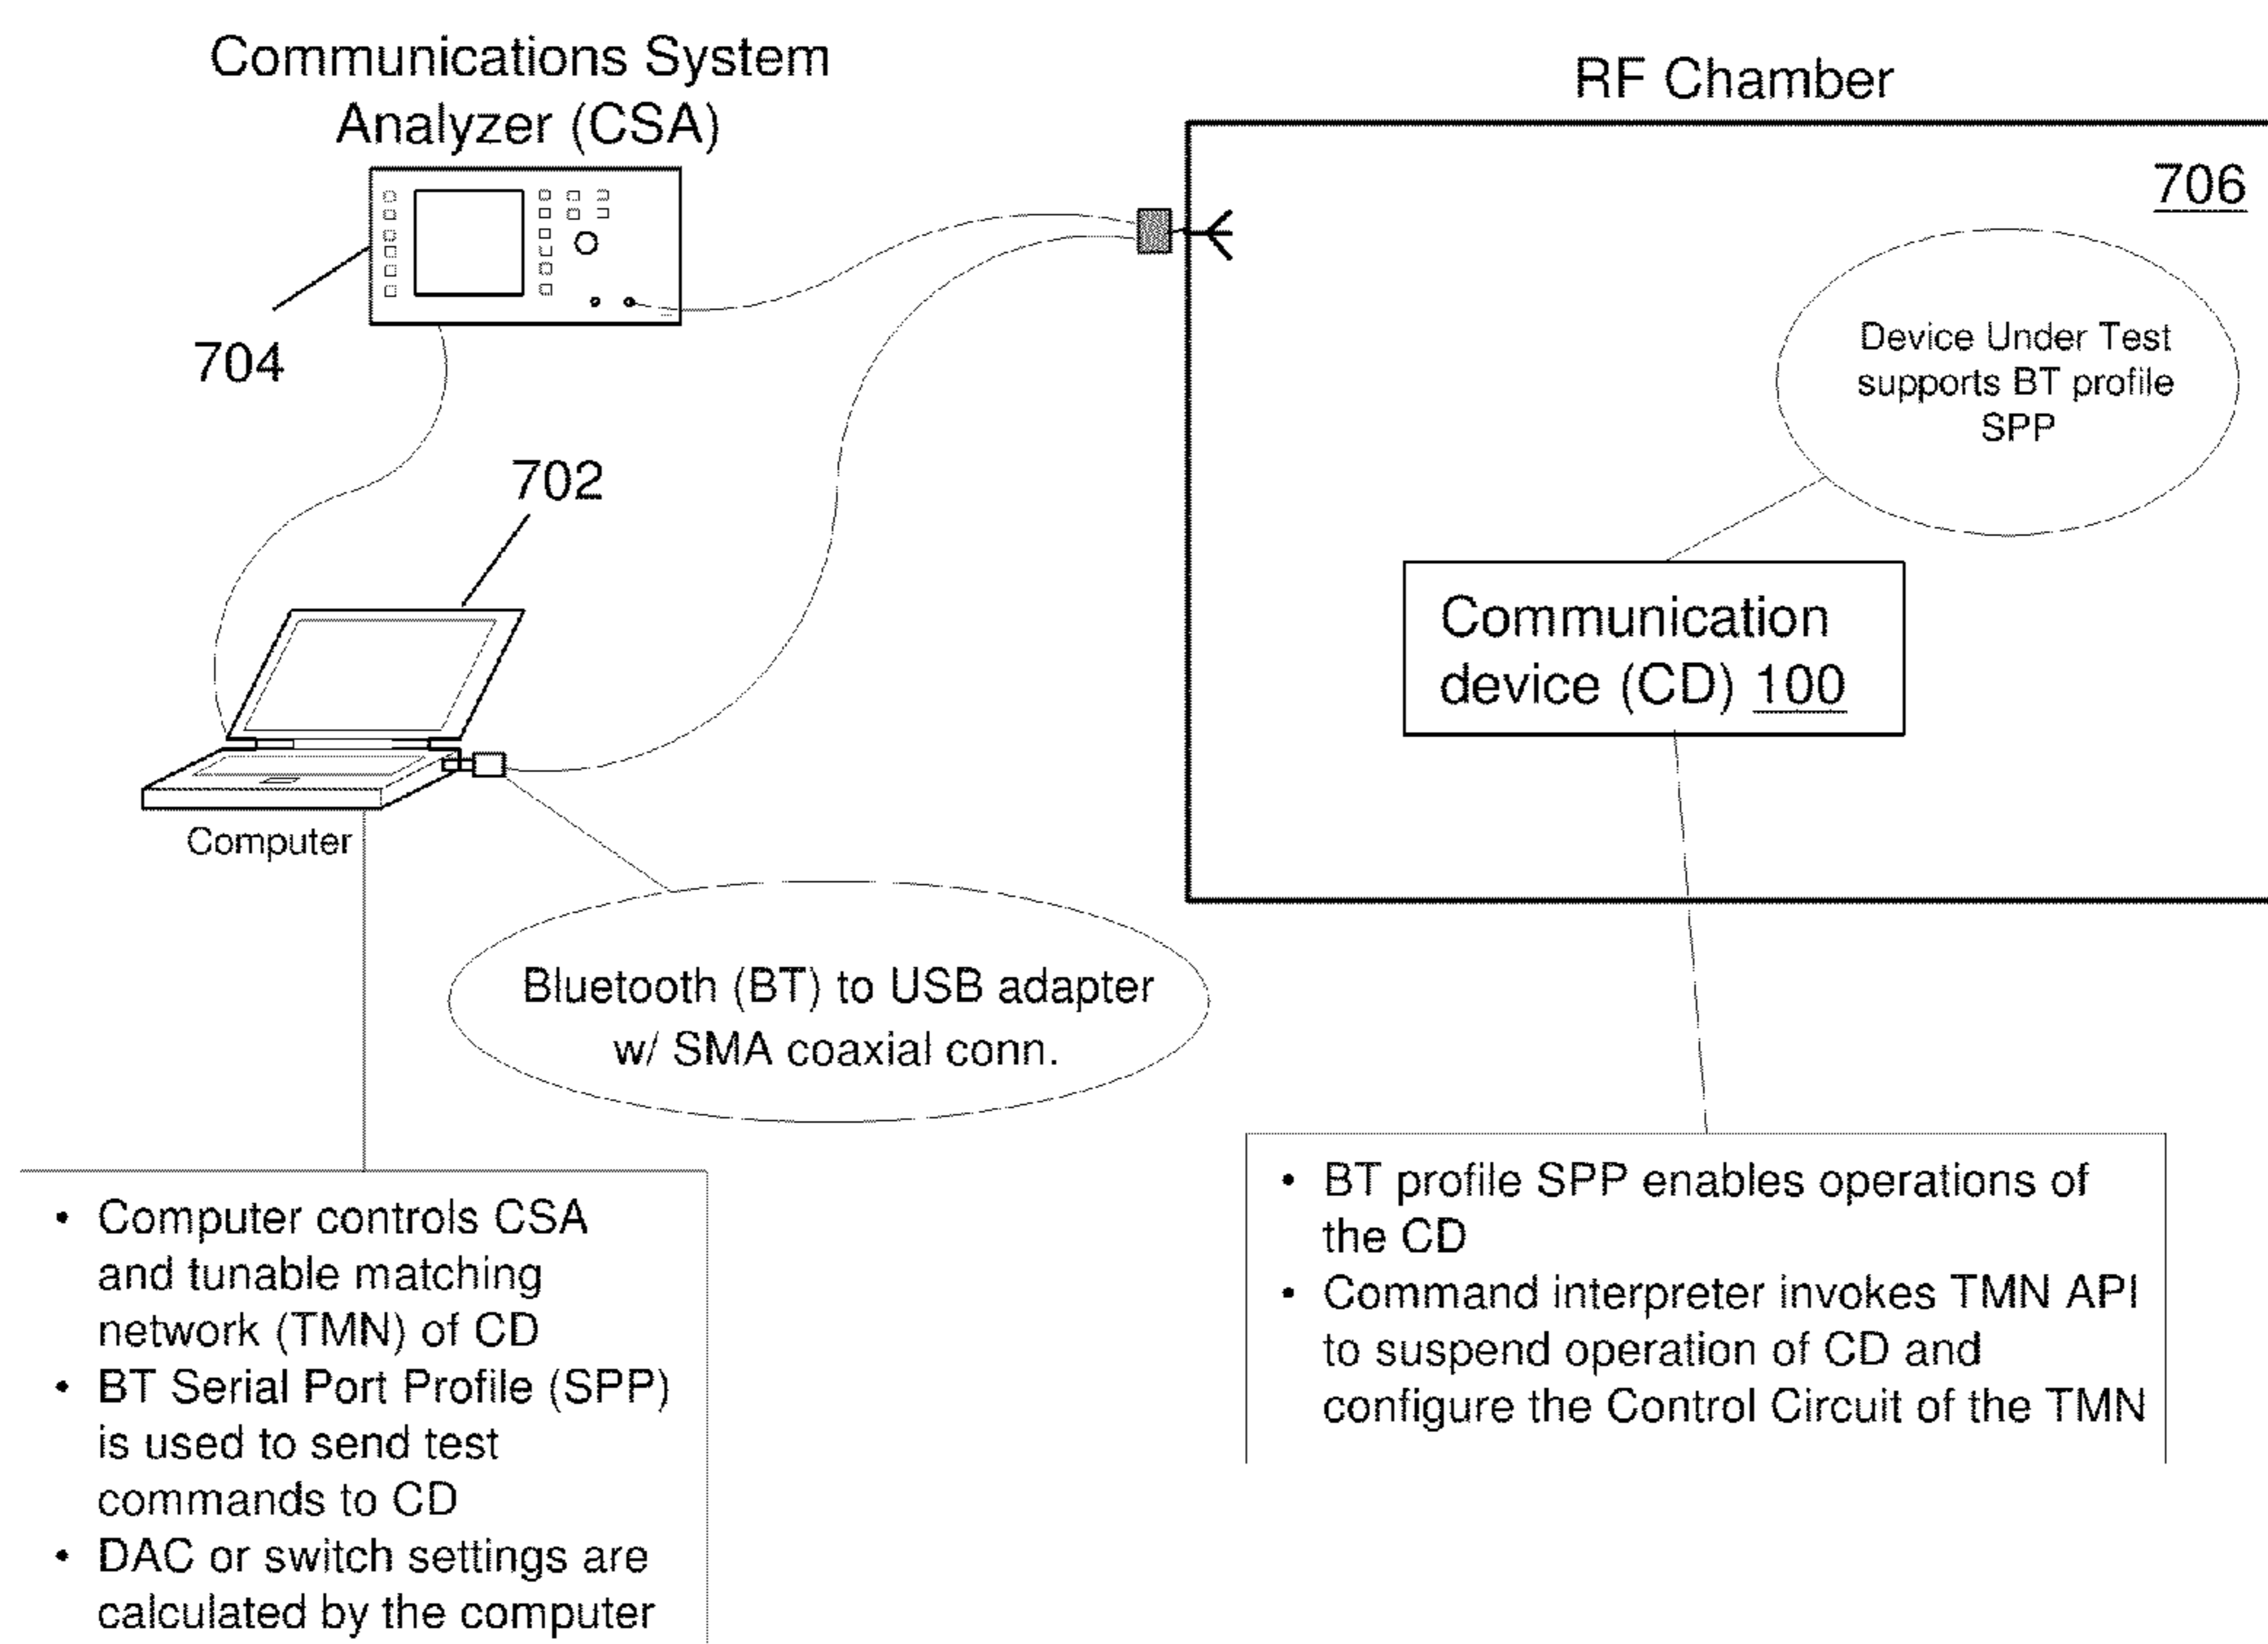 Communications System
Analyzer (CSA)
RF Chamber
706
704
Device Under Test
supports BT profile
SPP
702
Communication
device (CD) 100
Computer
Bluetooth (BT) to USB adapter
w/ SMA coaxial conn.
• Computer controls CSA
and tunable matching
network (TMN) of CD
• BT Serial Port Profile (SPP)
is used to send test
commands to CD
• DAC or switch settings are
calculated by the computer
• BT profile SPP enables operations of
the CD
• Command interpreter invokes TMN API
to suspend operation of CD and
configure the Control Circuit of the TMN